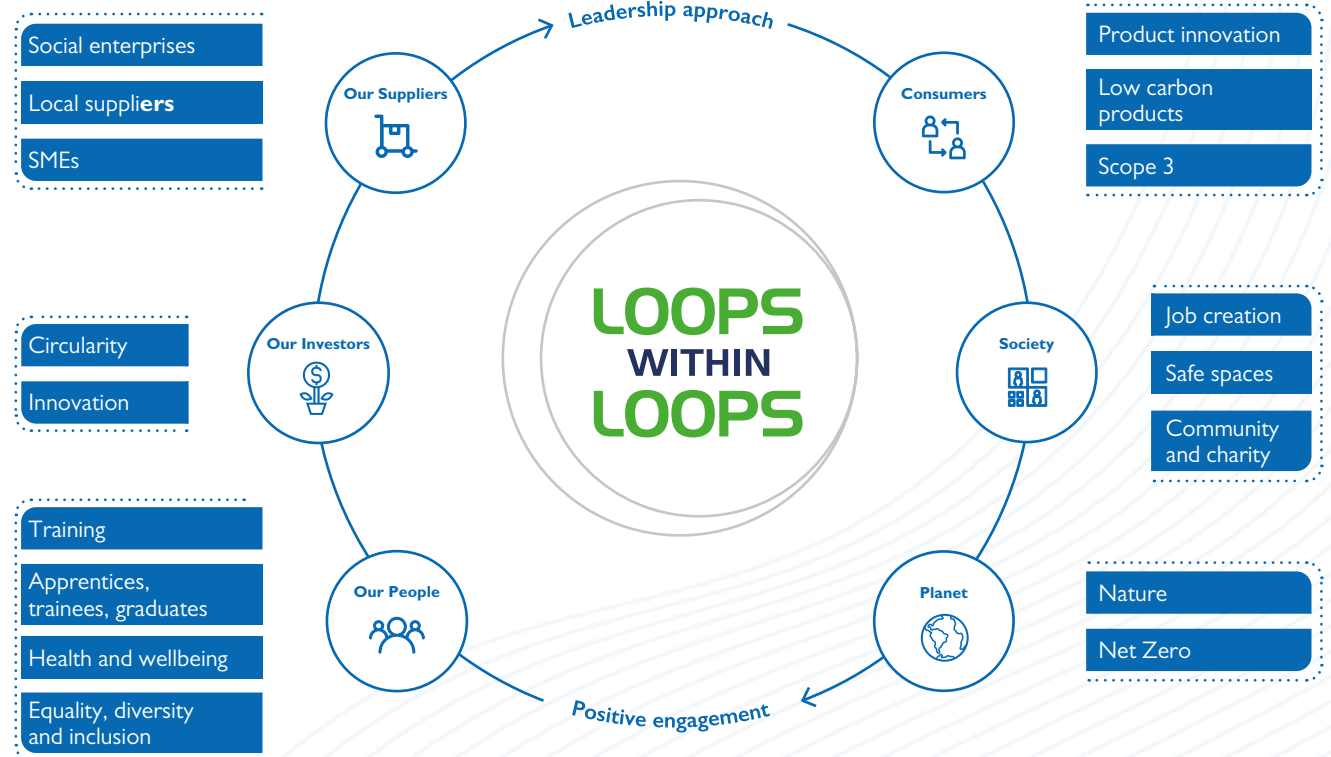 Leadership approach
Social enterprises
Local suppliers
SMEs
Our Suppliers
Consumers
Product innovation
Low carbon
products
Scope 3
Circularity
Innovation
Our Investors
LOOPS
WITHIN
LOOPS
Society
Job creation
Safe spaces
Community
and charity
Training
Apprentices,
trainees, graduates
Health and wellbeing
Equality, diversity
and inclusion
Our People
Planet
Nature
Net Zero
Positive engagement
$